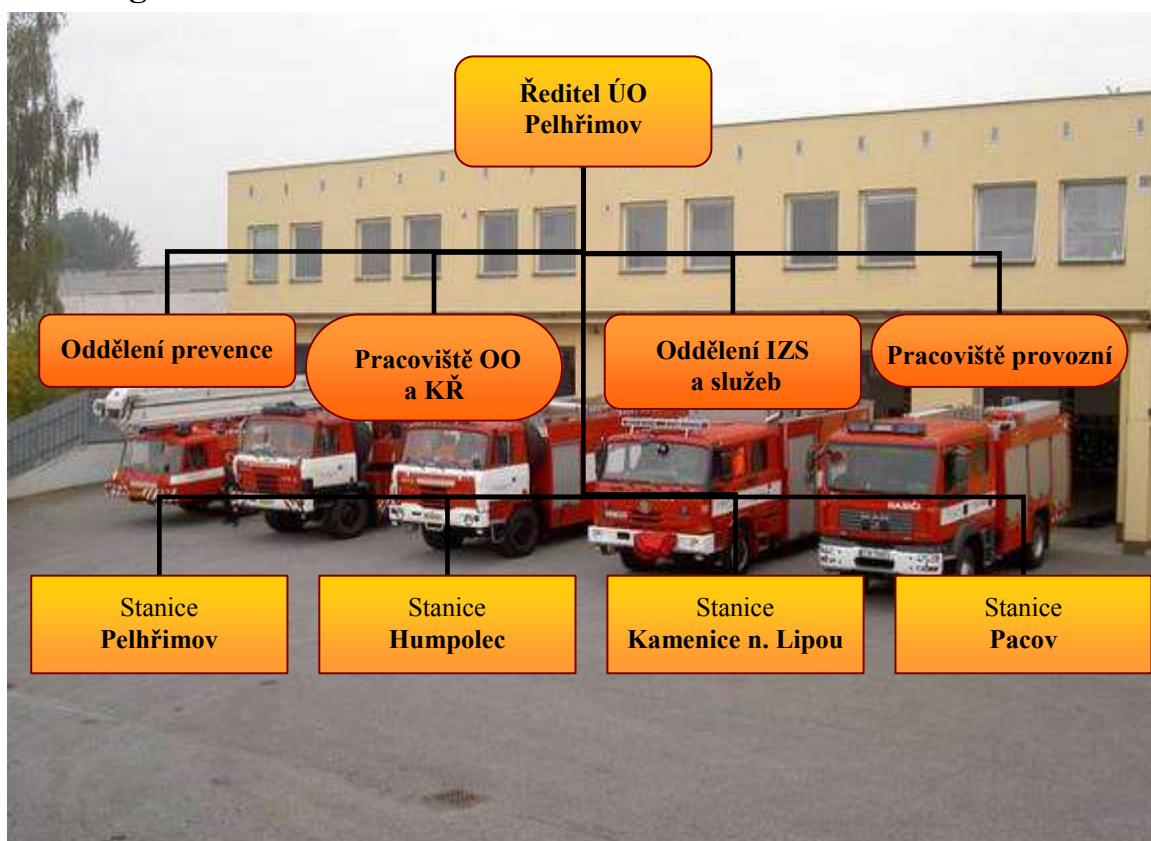 Ředitel ÚO
Pelhřimov
Oddělení prevence
Pracoviště OO
a KŘ
Oddělení IZS
a služeb
Pracoviště provozní
HASIČI
Stanice
Pelhřimov
Stanice
Humpolec
Stanice
Kamenice n. Lipou
Stanice
Pacov